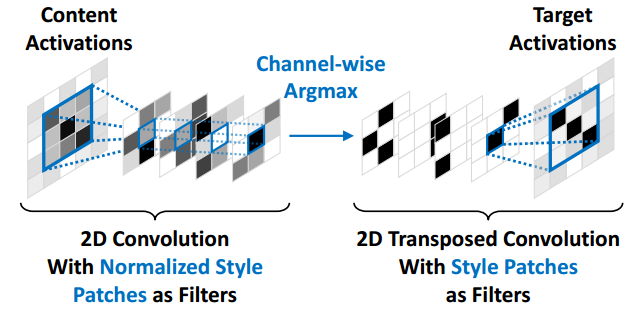 Content
Activations
Target
Activations
Channel-wise
Argmax
2D Convolution
With Normalized Style
Patches as Filters
2D Transposed Convolution
With Style Patches
as Filters